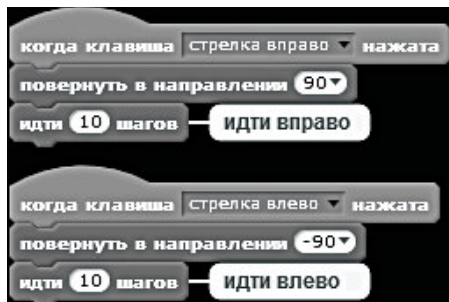 когда клавиша стрелка вправо нажата
повернуть в направлении 90
идти 10 шагов идти вправо
когда клавиша стрелка влево нажата
повернуть в направлении -90
идти 10 шагов идти влево